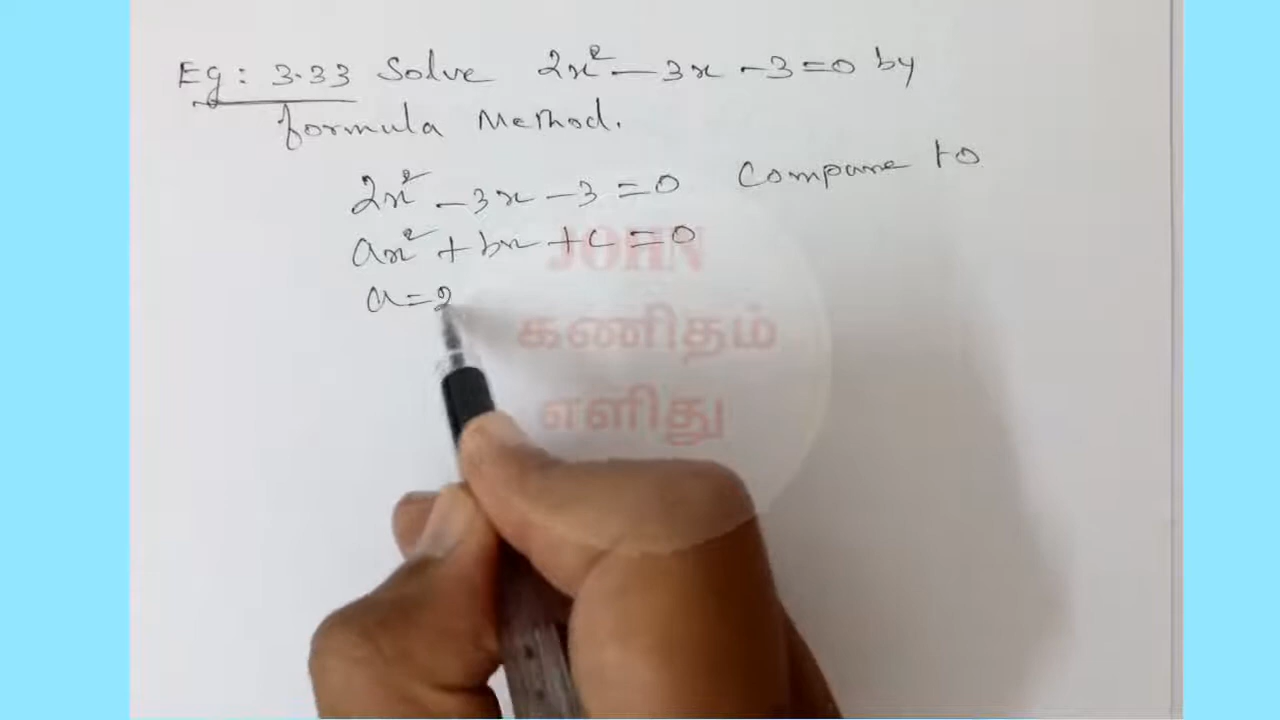 Eg: 3.33 Solve 2x² - 3x - 3 = 0 by
formula Method.
2x² - 3x - 3 = 0 Compare to
ax² + bx + c = 0
a = 2
JOHN
கணிதம்
எளிது